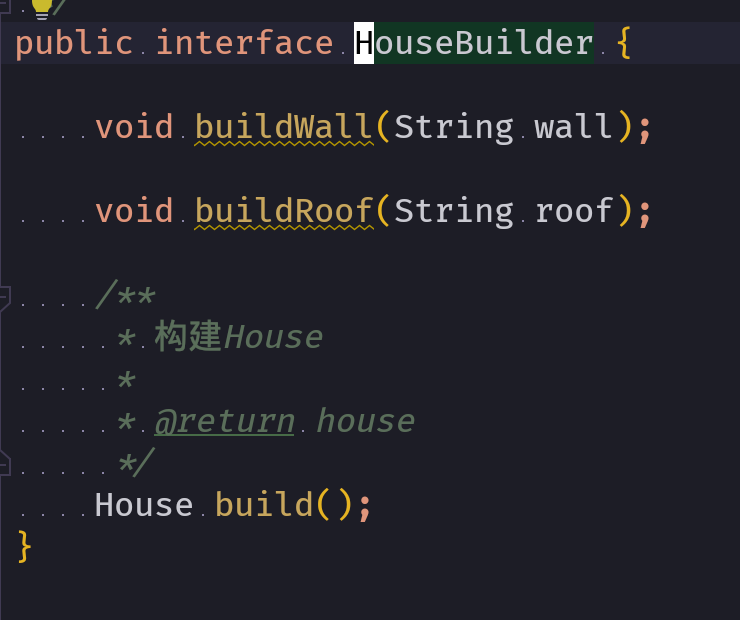 */
public interface HouseBuilder {
void buildWall(String wall);
void buildRoof(String roof);
/**
* 构建House
*
* @return house
*/
House build();
}